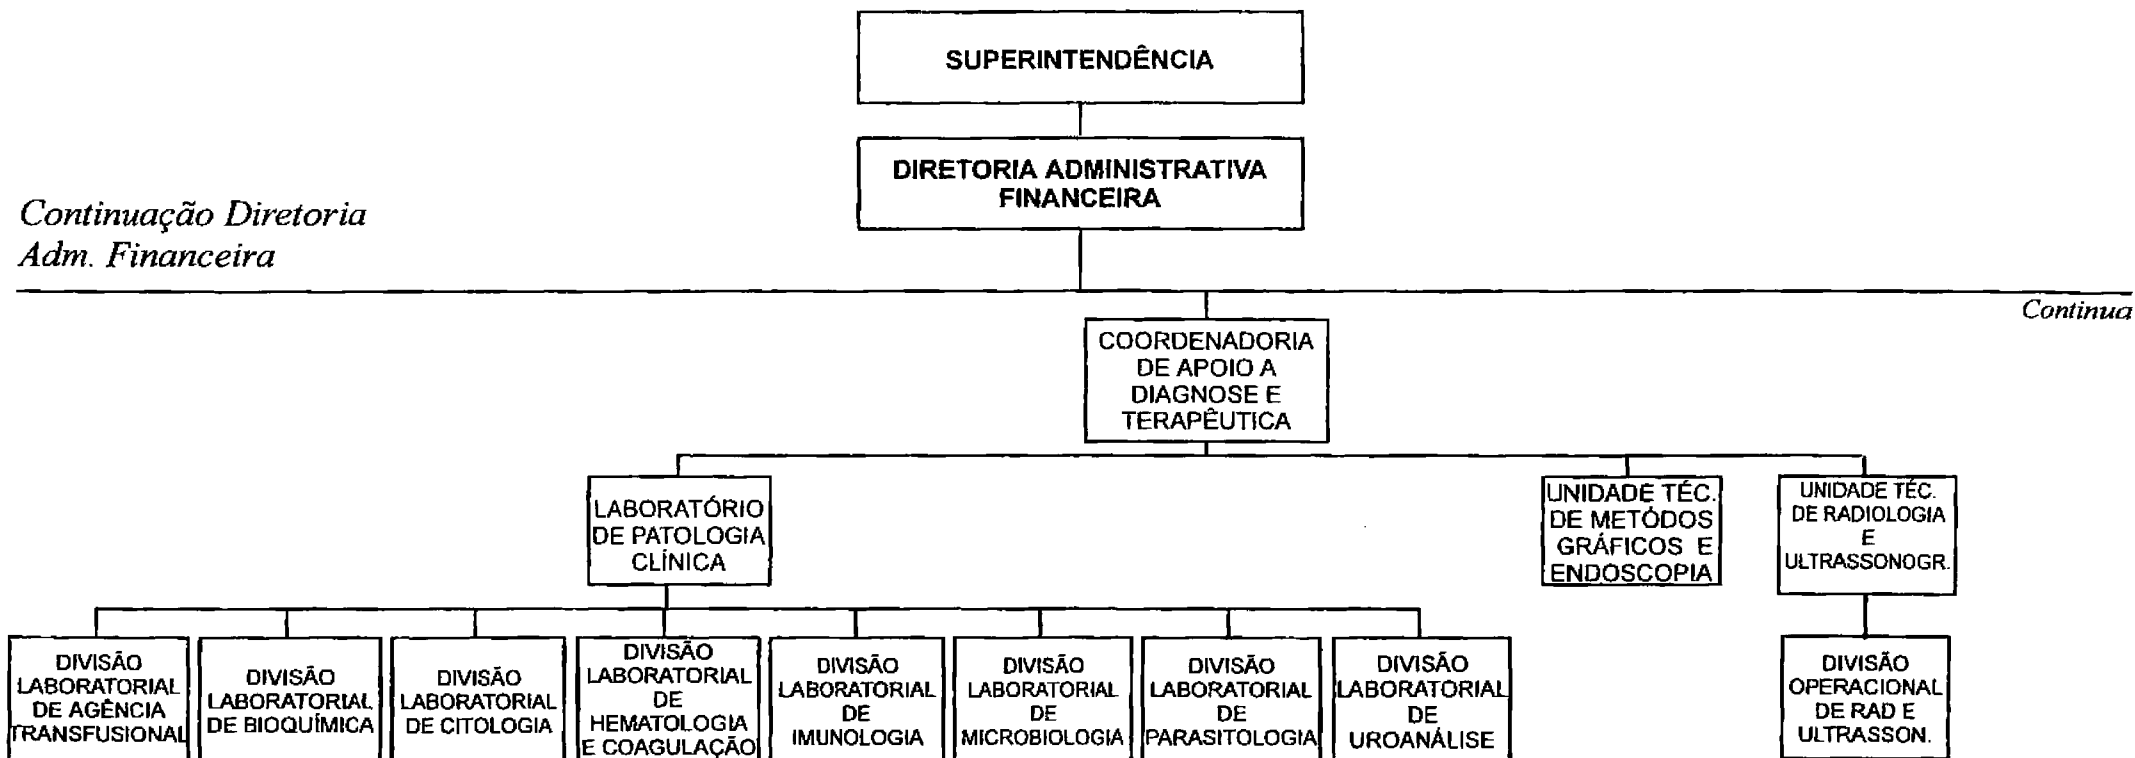 SUPERINTENDÊNCIA
DIRETORIA ADMINISTRATIVA
FINANCEIRA
Continuação Diretoria
Adm. Financeira
Continua
COORDENADORIA
DE APOIO A
DIAGNOSE E
TERAPÊUTICA
LABORATÓRIO
DE PATOLOGIA
CLÍNICA
UNIDADE TÉC.
DE METÓDOS
GRÁFICOS E
ENDOSCOPIA
UNIDADE TÉC.
DE RADIOLOGIA
E
ULTRASSONOGR.
DIVISÃO
LABORATORIAL
DE AGÊNCIA
TRANSFUSIONAL
DIVISÃO
LABORATORIAL
DE BIOQUÍMICA
DIVISÃO
LABORATORIAL
DE CITOLOGIA
DIVISÃO
LABORATORIAL
DE
HEMATOLOGIA
E COAGULAÇÃO
DIVISÃO
LABORATORIAL
DE
IMUNOLOGIA
DIVISÃO
LABORATORIAL
DE
MICROBIOLOGIA
DIVISÃO
LABORATORIAL
DE
PARASITOLOGIA
DIVISÃO
LABORATORIAL
DE
UROANÁLISE
DIVISÃO
OPERACIONAL
DE RAD E
ULTRASSON.